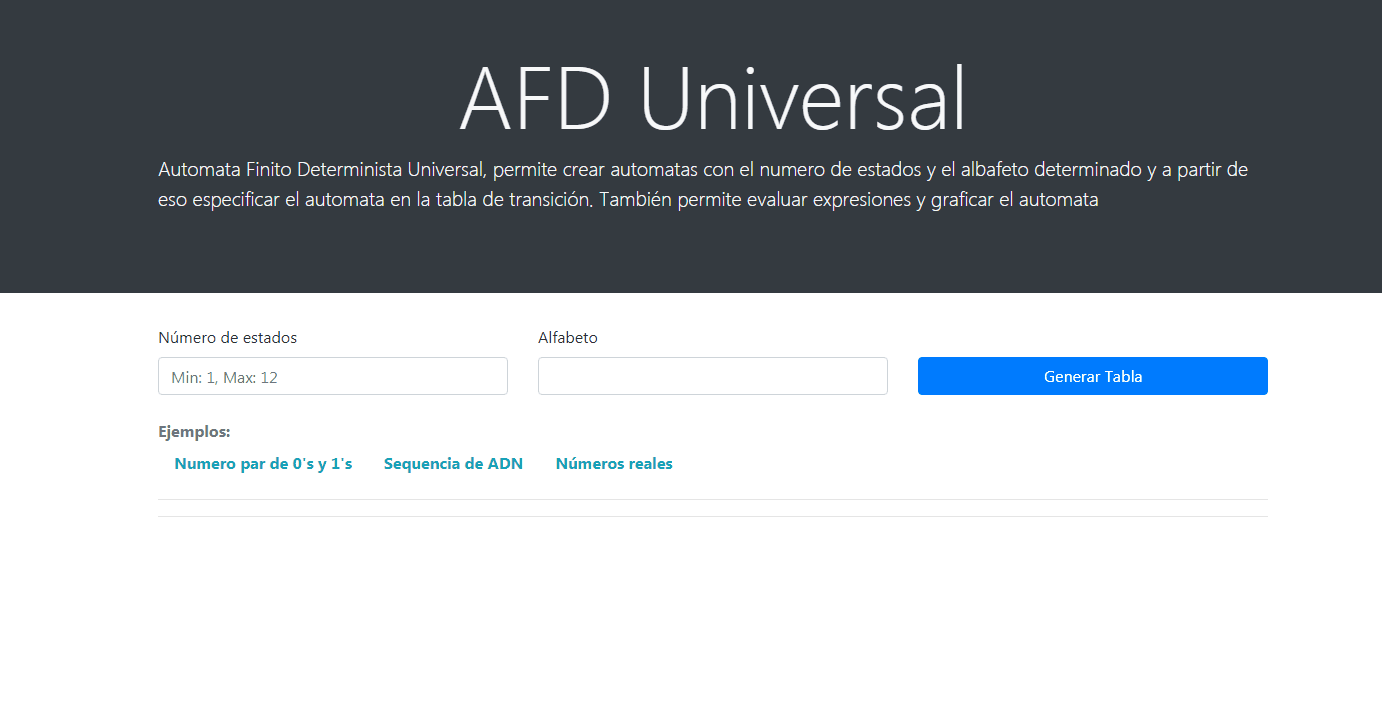 AFD Universal
Automata Finito Determinista Universal, permite crear automatas con el numero de estados y el albafeto determinado y a partir de
eso especificar el automata en la tabla de transición. También permite evaluar expresiones y graficar el automata
Número de estados
Alfabeto
Min: 1, Max: 12
Generar Tabla
Ejemplos:
Numero par de 0's y 1's
Sequencia de ADN
Números reales